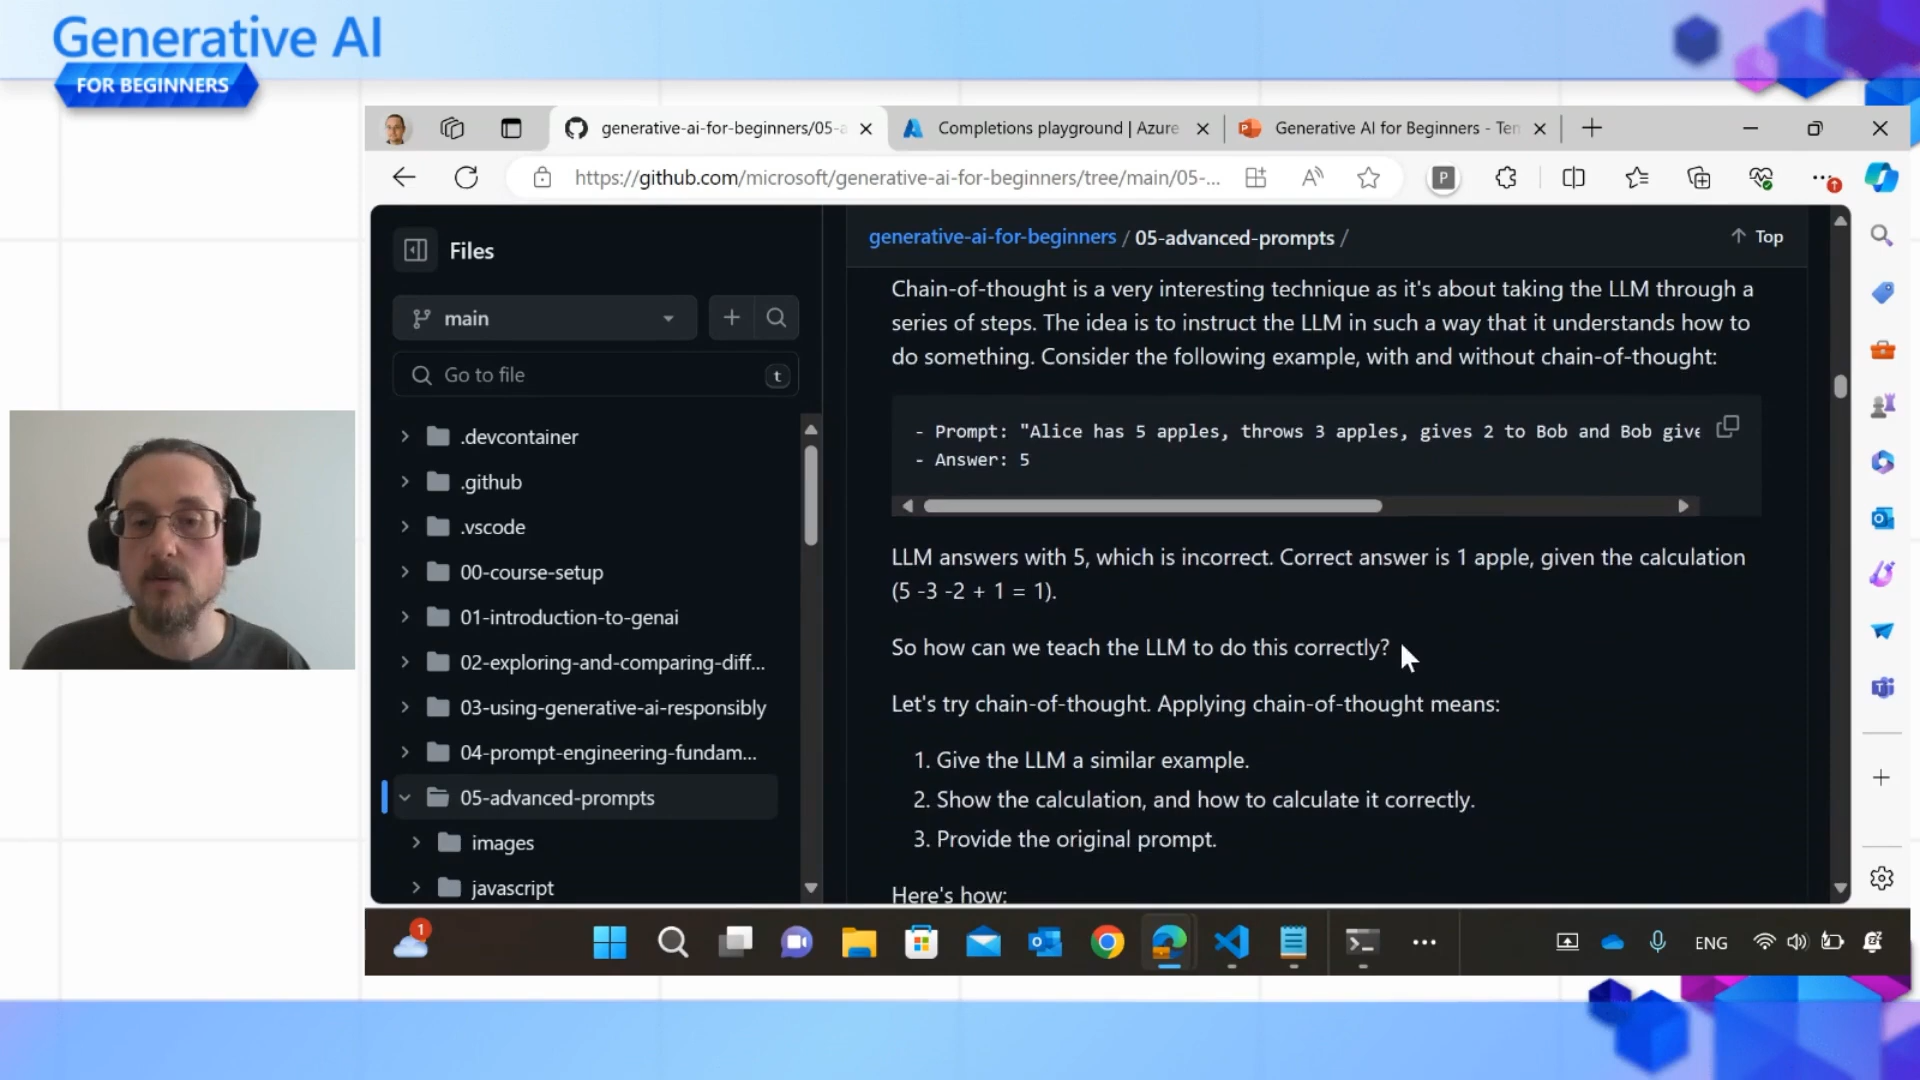 Generative AI
FOR BEGINNERS
generative-ai-for-beginners/05-a
Completions playground | Azure
Generative AI for Beginners - Ten
https://github.com/microsoft/generative-ai-for-beginners/tree/main/05-...
P
Files
generative-ai-for-beginners / 05-advanced-prompts /
Top
main
Go to file
t
.devcontainer
.github
.vscode
00-course-setup
01-introduction-to-genai
02-exploring-and-comparing-diff...
03-using-generative-ai-responsibly
04-prompt-engineering-fundam...
05-advanced-prompts
images
javascript
Chain-of-thought is a very interesting technique as it's about taking the LLM through a
series of steps. The idea is to instruct the LLM in such a way that it understands how to
do something. Consider the following example, with and without chain-of-thought:
- Prompt: "Alice has 5 apples, throws 3 apples, gives 2 to Bob and Bob give
- Answer: 5
LLM answers with 5, which is incorrect. Correct answer is 1 apple, given the calculation
(5 -3 -2 + 1 = 1).
So how can we teach the LLM to do this correctly?
Let's try chain-of-thought. Applying chain-of-thought means:
1. Give the LLM a similar example.
2. Show the calculation, and how to calculate it correctly.
3. Provide the original prompt.
Here's how:
1
ENG